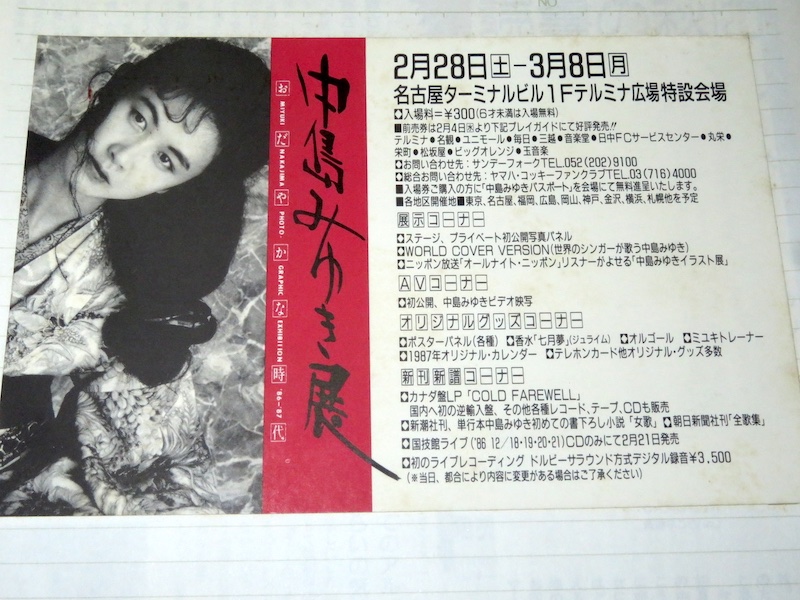 中島みゆき展
おだやかな時代
MIYUKI NAKAJIMA PHOTO-GRAPHIC EXHIBITION '86-87
2月28日土-3月8日月
名古屋ターミナルビル1Fテルミナ広場特設会場
入場料=¥300(6才未満は入場無料)
■前売券は2月4日㊌より下記プレイガイドにて好評発売!!
テルミナ●名観●ユニモール●毎日●三越●音楽堂●日中FCサービスセンター●丸栄●
栄町●松坂屋●ビッグオレンジ●玉音楽
お問い合わせ先:サンデーフォークTEL.052(202)9100
総合お問い合わせ先:ヤマハ・コッキーファンクラブTEL.03(716)4000
■入場券ご購入の方に「中島みゆきパスポート」を会場にて無料進呈いたします。
■各地区開催地■東京、名古屋、福岡、広島、岡山、神戸、金沢、横浜、札幌他を予定
展示コーナー
ステージ、プライベート初公開写真パネル
WORLD COVER VERSION(世界のシンガーが歌う中島みゆき)
ニッポン放送「オールナイト・ニッポン」リスナーがよせる「中島みゆきイラスト展」
AVコーナー
初公開、中島みゆきビデオ映写
オリジナルグッズコーナー
ポスターパネル(各種) 香水「七月夢」(ジュライム) オルゴール ミユキトレーナー
1987年オリジナル・カレンダー テレホンカード他オリジナル・グッズ多数
新刊新譜コーナー
カナダ盤LP「COLD FAREWELL」
国内へ初の逆輸入盤、その他各種レコード、テープ、CDも販売
新潮社刊、単行本中島みゆき初めての書下ろし小説「女歌」 朝日新聞社刊「全歌集」
国技館ライブ('86 12/18・19・20・21)CDのみにて2月21日発売
初のライブレコーディング ドルビーサラウンド方式デジタル録音¥3,500
(※当日、都合により内容に変更がある場合はご了承ください)